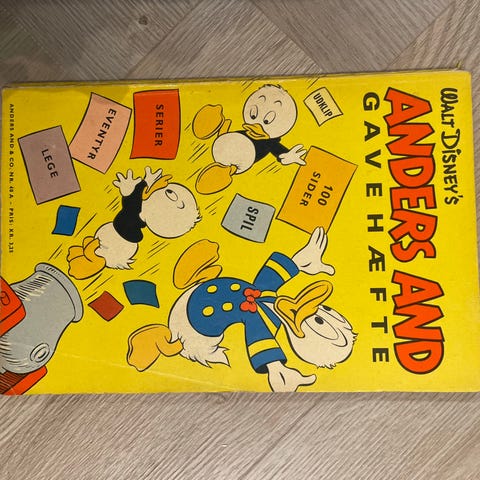 WALT DISNEY'S
ANDERS AND
GAVEHÆFTE
UDKLIP
100
SIDER
SPIL
SERIER
EVENTYR
LEGE
ANDERS AND & CO. NR. 48 A - PRIS: KR. 3,25